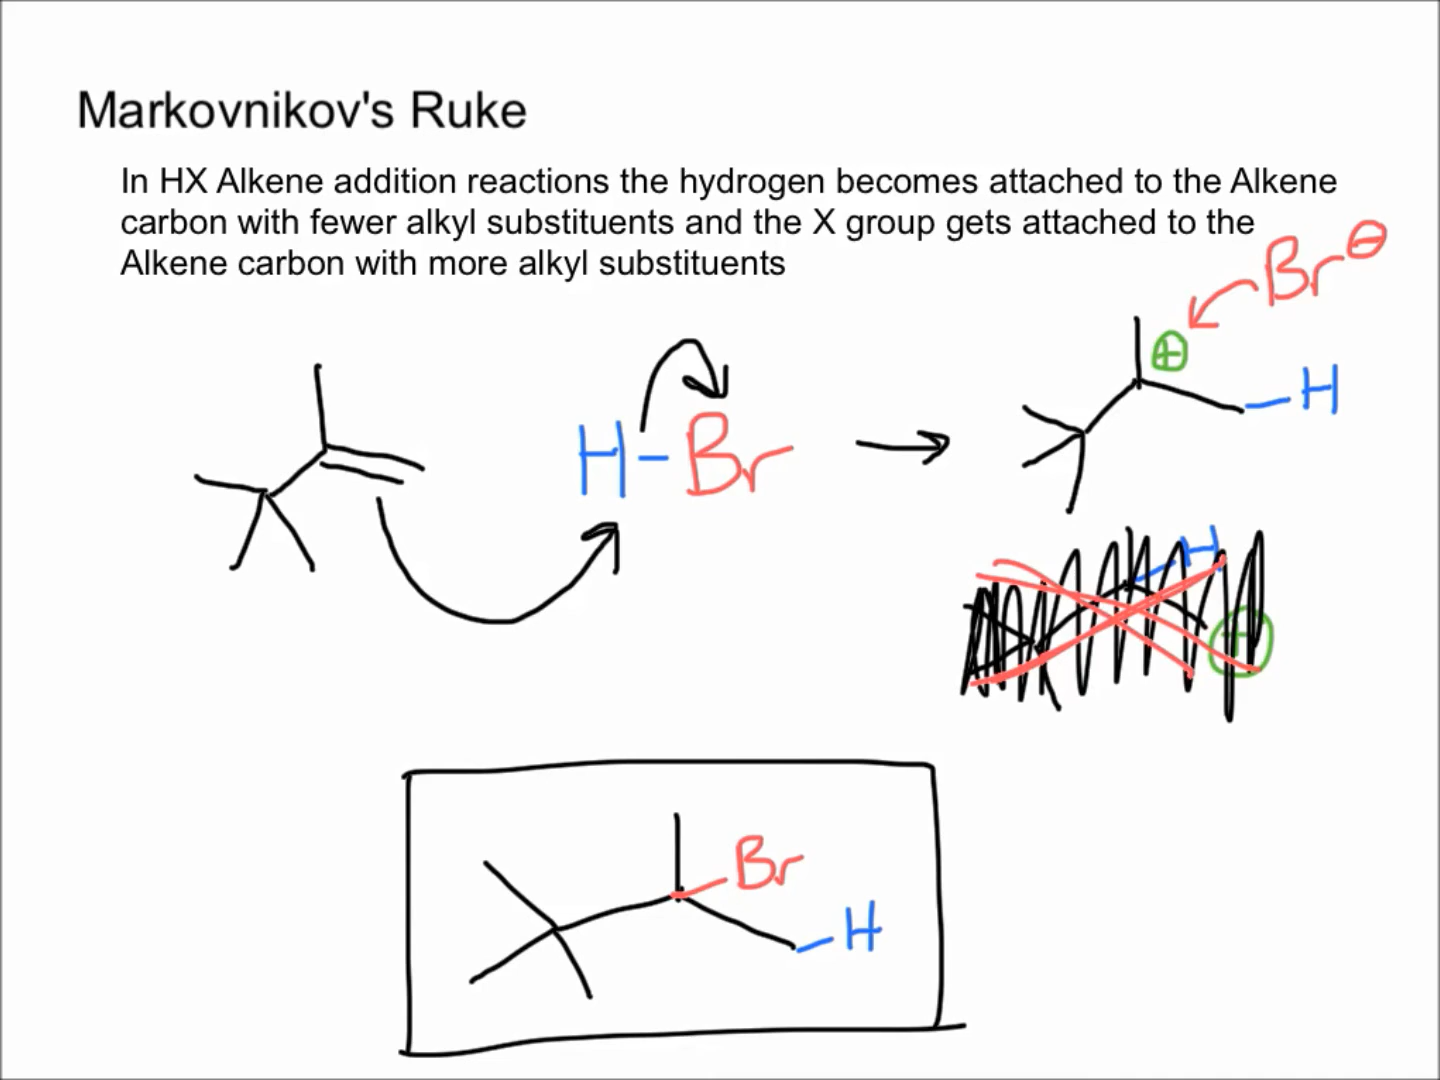 Markovnikov's Ruke
In HX Alkene addition reactions the hydrogen becomes attached to the Alkene
carbon with fewer alkyl substituents and the X group gets attached to the
Alkene carbon with more alkyl substituents
Br⊖
⊕
H
H-Br
H
⊕
Br
H